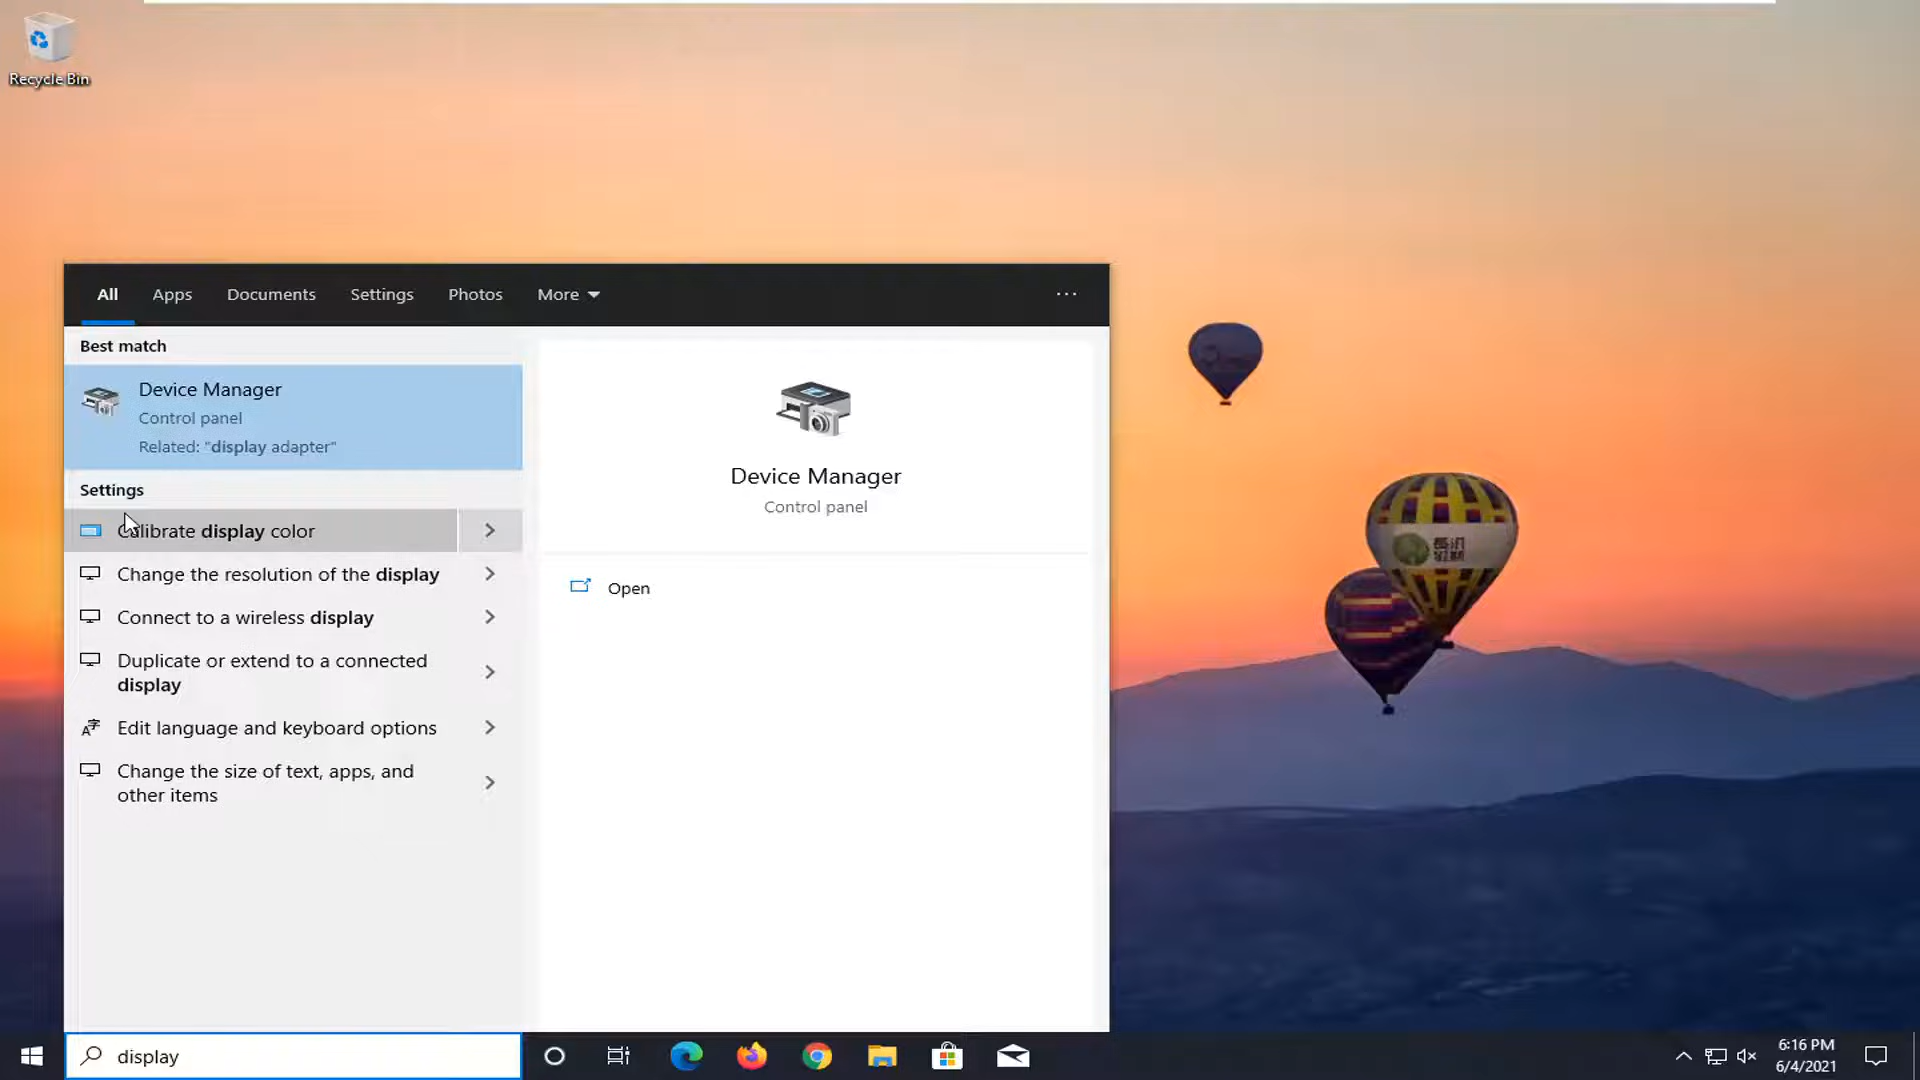 Recycle Bin
All Apps Documents Settings Photos More ...
Best match
Device Manager
Control panel
Related: "display adapter"
Settings
Calibrate display color
Change the resolution of the display
Connect to a wireless display
Duplicate or extend to a connected
display
Edit language and keyboard options
Change the size of text, apps, and
other items
Device Manager
Control panel
Open
display
6:16 PM
6/4/2021